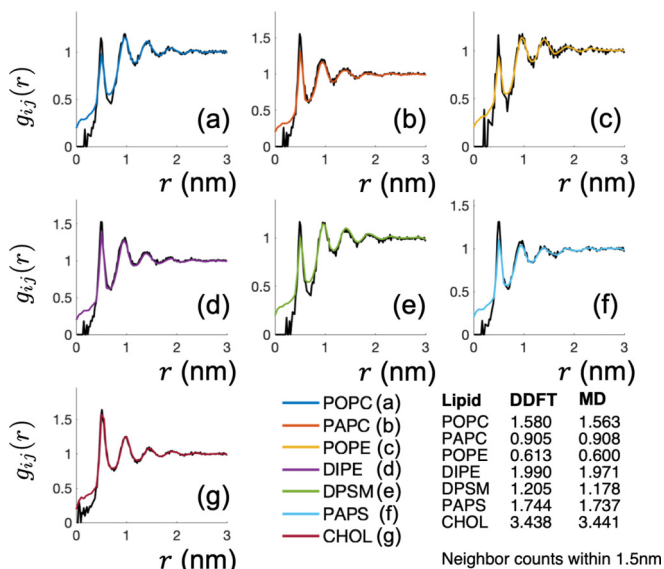 g_ij(r)
1
0.5
0
0 1 2 3
(a)
r (nm)
1.5
1
0.5
0
0 1 2 3
(b)
r (nm)
1
0.5
0
0 1 2 3
(c)
r (nm)
g_ij(r)
1.5
1
0.5
0
0 1 2 3
(d)
r (nm)
1
0.5
0
0 1 2 3
(e)
r (nm)
1.5
1
0.5
0
0 1 2 3
(f)
r (nm)
g_ij(r)
1.5
1
0.5
0
0 1 2 3
(g)
r (nm)
POPC (a)
PAPC (b)
POPE (c)
DIPE (d)
DPSM (e)
PAPS (f)
CHOL (g)
Lipid DDFT MD
POPC 1.580 1.563
PAPC 0.905 0.908
POPE 0.613 0.600
DIPE 1.990 1.971
DPSM 1.205 1.178
PAPS 1.744 1.737
CHOL 3.438 3.441
Neighbor counts within 1.5nm